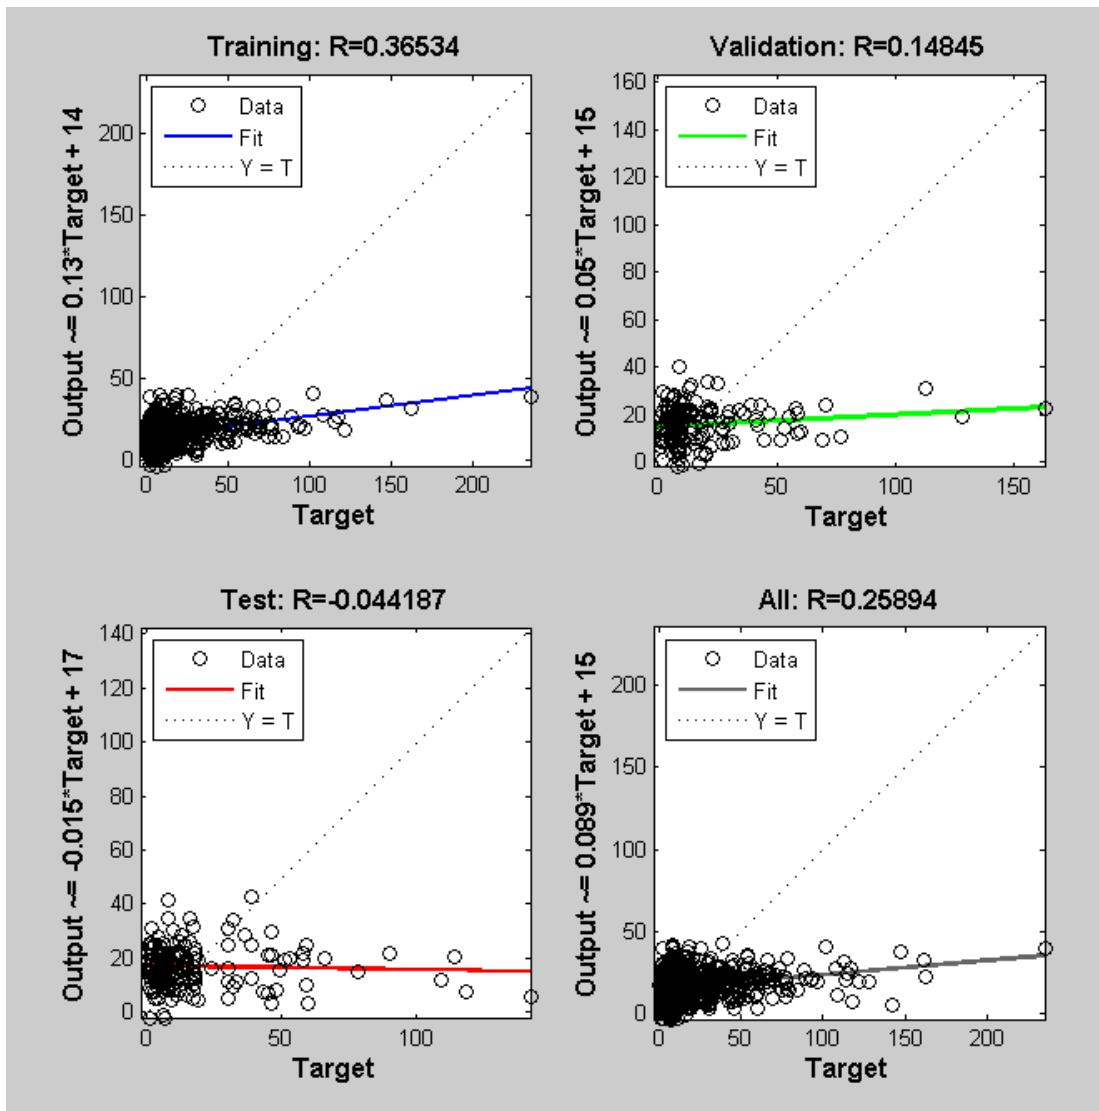 Training: R=0.36534
Output ~= 0.13*Target + 14
Data
Fit
Y = T
200
150
100
50
0
0 50 100 150 200
Target
Validation: R=0.14845
Output ~= 0.05*Target + 15
Data
Fit
Y = T
160
140
120
100
80
60
40
20
0
0 50 100 150
Target
Test: R=-0.044187
Output ~= -0.015*Target + 17
Data
Fit
Y = T
140
120
100
80
60
40
20
0
0 50 100
Target
All: R=0.25894
Output ~= 0.089*Target + 15
Data
Fit
Y = T
200
150
100
50
0
0 50 100 150 200
Target